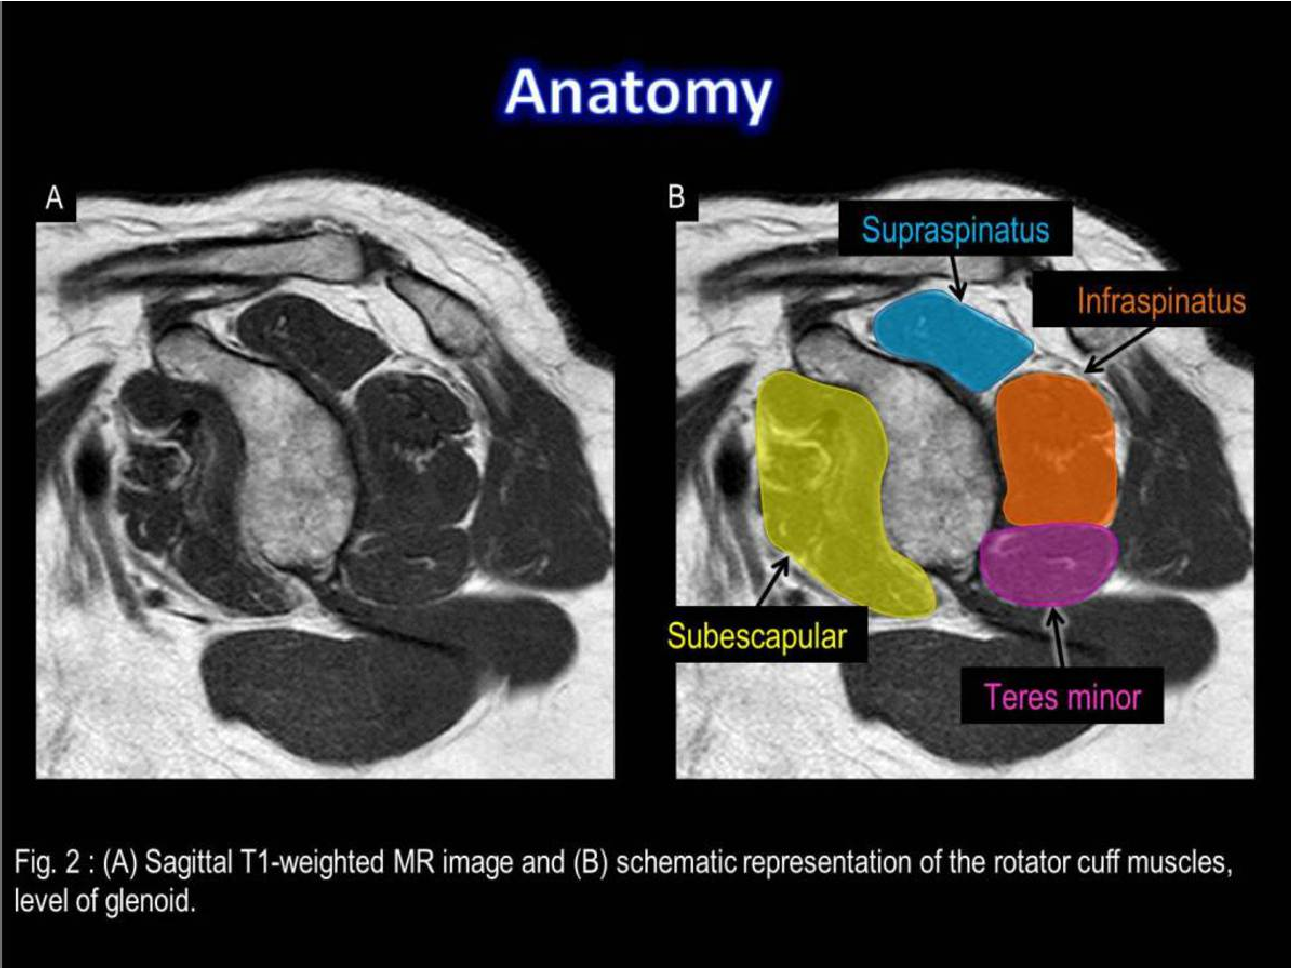 Anatomy
A
B
Supraspinatus
Infraspinatus
Subescapular
Teres minor
Fig. 2 : (A) Sagittal T1-weighted MR image and (B) schematic representation of the rotator cuff muscles,
level of glenoid.